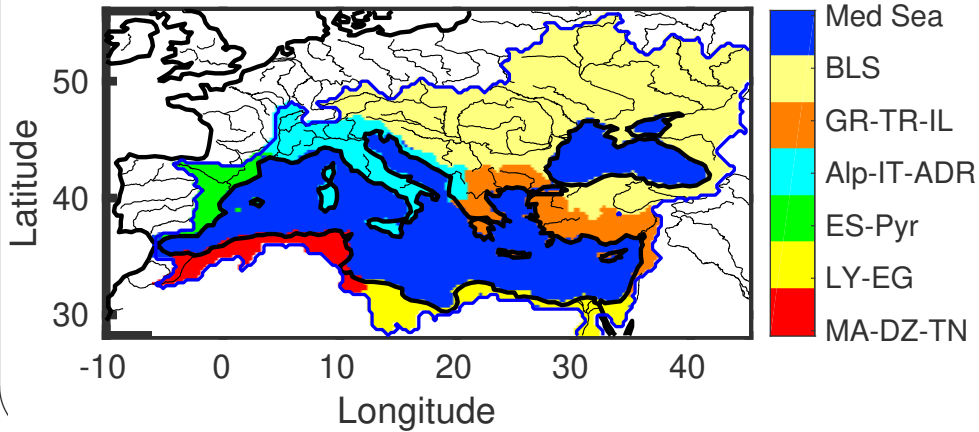 Med Sea
BLS
GR-TR-IL
Alp-IT-ADR
ES-Pyr
LY-EG
MA-DZ-TN
50
40
30
Latitude
-10 0 10 20 30 40
Longitude